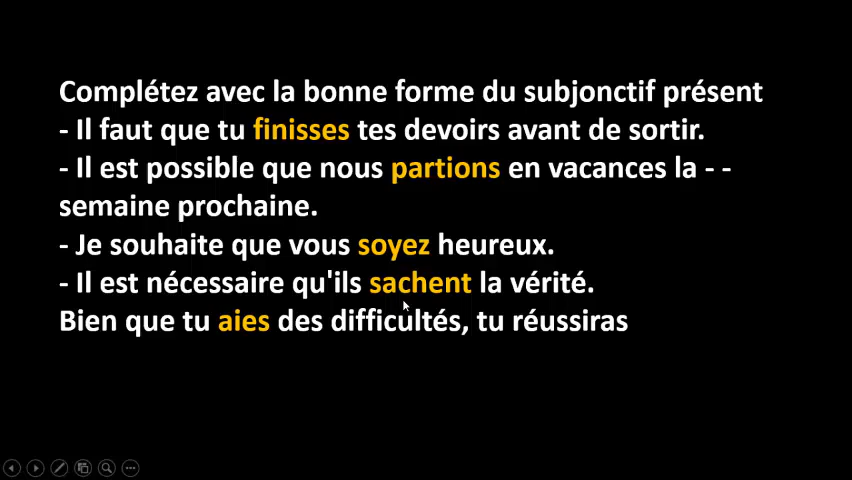 Complétez avec la bonne forme du subjonctif présent
- Il faut que tu finisses tes devoirs avant de sortir.
- Il est possible que nous partions en vacances la - -
semaine prochaine.
- Je souhaite que vous soyez heureux.
- Il est nécessaire qu'ils sachent la vérité.
Bien que tu aies des difficultés, tu réussiras